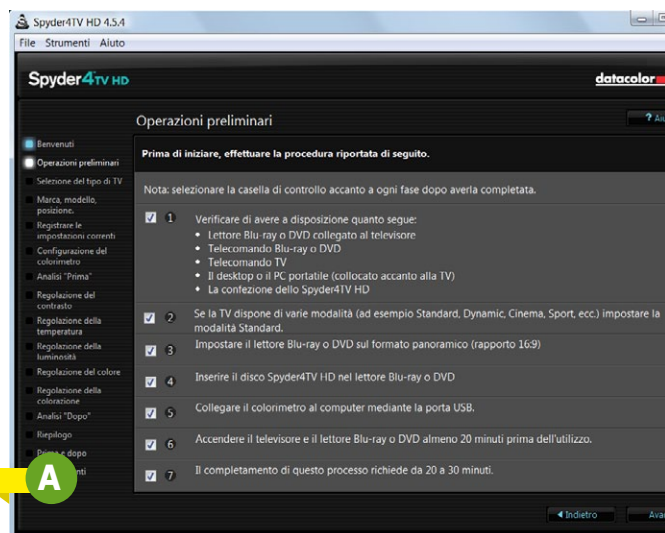 Spyder4TV HD 4.5.4
File Strumenti Aiuto
Spyder4TV HD
datacolor
Operazioni preliminari
?
Benvenuti
Operazioni preliminari
Selezione del tipo di TV
Marca, modello,
posizione.
Registrare le
impostazioni correnti
Configurazione del
colorimetro
Analisi "Prima"
Regolazione del
contrasto
Regolazione della
temperatura
Regolazione della
luminosità
Regolazione del colore
Regolazione della
colorazione
Analisi "Dopo"
Riepilogo
Prima e dopo
Prima di iniziare, effettuare la procedura riportata di seguito.
Nota: selezionare la casella di controllo accanto a ogni fase dopo averla completata.
1 Verificare di avere a disposizione quanto segue:
• Lettore Blu-ray o DVD collegato al televisore
• Telecomando Blu-ray o DVD
• Telecomando TV
• Il desktop o il PC portatile (collocato accanto alla TV)
• La confezione dello Spyder4TV HD
2 Se la TV dispone di varie modalità (ad esempio Standard, Dynamic, Cinema, Sport, ecc.) impostare la
modalità Standard.
3 Impostare il lettore Blu-ray o DVD sul formato panoramico (rapporto 16:9)
4 Inserire il disco Spyder4TV HD nel lettore Blu-ray o DVD
5 Collegare il colorimetro al computer mediante la porta USB.
6 Accendere il televisore e il lettore Blu-ray o DVD almeno 20 minuti prima dell'utilizzo.
7 Il completamento di questo processo richiede da 20 a 30 minuti.
A
Indietro